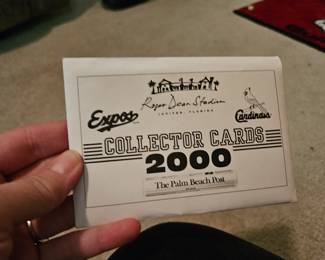 Roger Dean Stadium
JUPITER, FLORIDA
Expos
Cardinals
COLLECTOR CARDS
2000
The Palm Beach Post